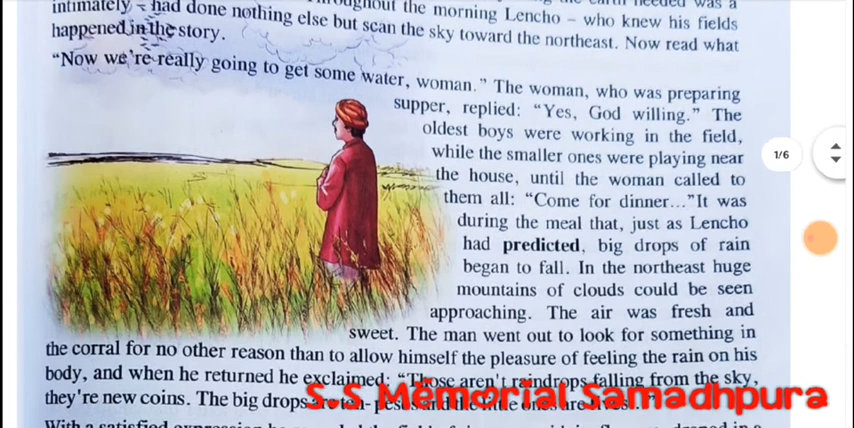 intimately – had done nothing else but scan the sky toward the northeast. Now read what
the morning Lencho – who knew his fields
happened in the story.
"Now we're really going to get some water, woman." The woman, who was preparing
supper, replied: "Yes, God willing." The
oldest boys were working in the field,
while the smaller ones were playing near
the house, until the woman called to
them all: "Come for dinner..."It was
during the meal that, just as Lencho
had predicted, big drops of rain
began to fall. In the northeast huge
mountains of clouds could be seen
approaching. The air was fresh and
sweet. The man went out to look for something in
the corral for no other reason than to allow himself the pleasure of feeling the rain on his
body, and when he returned he exclaimed: "Those aren't raindrops falling from the sky,
they're new coins. The big drops
S S Memorial Samadhpura
1/6